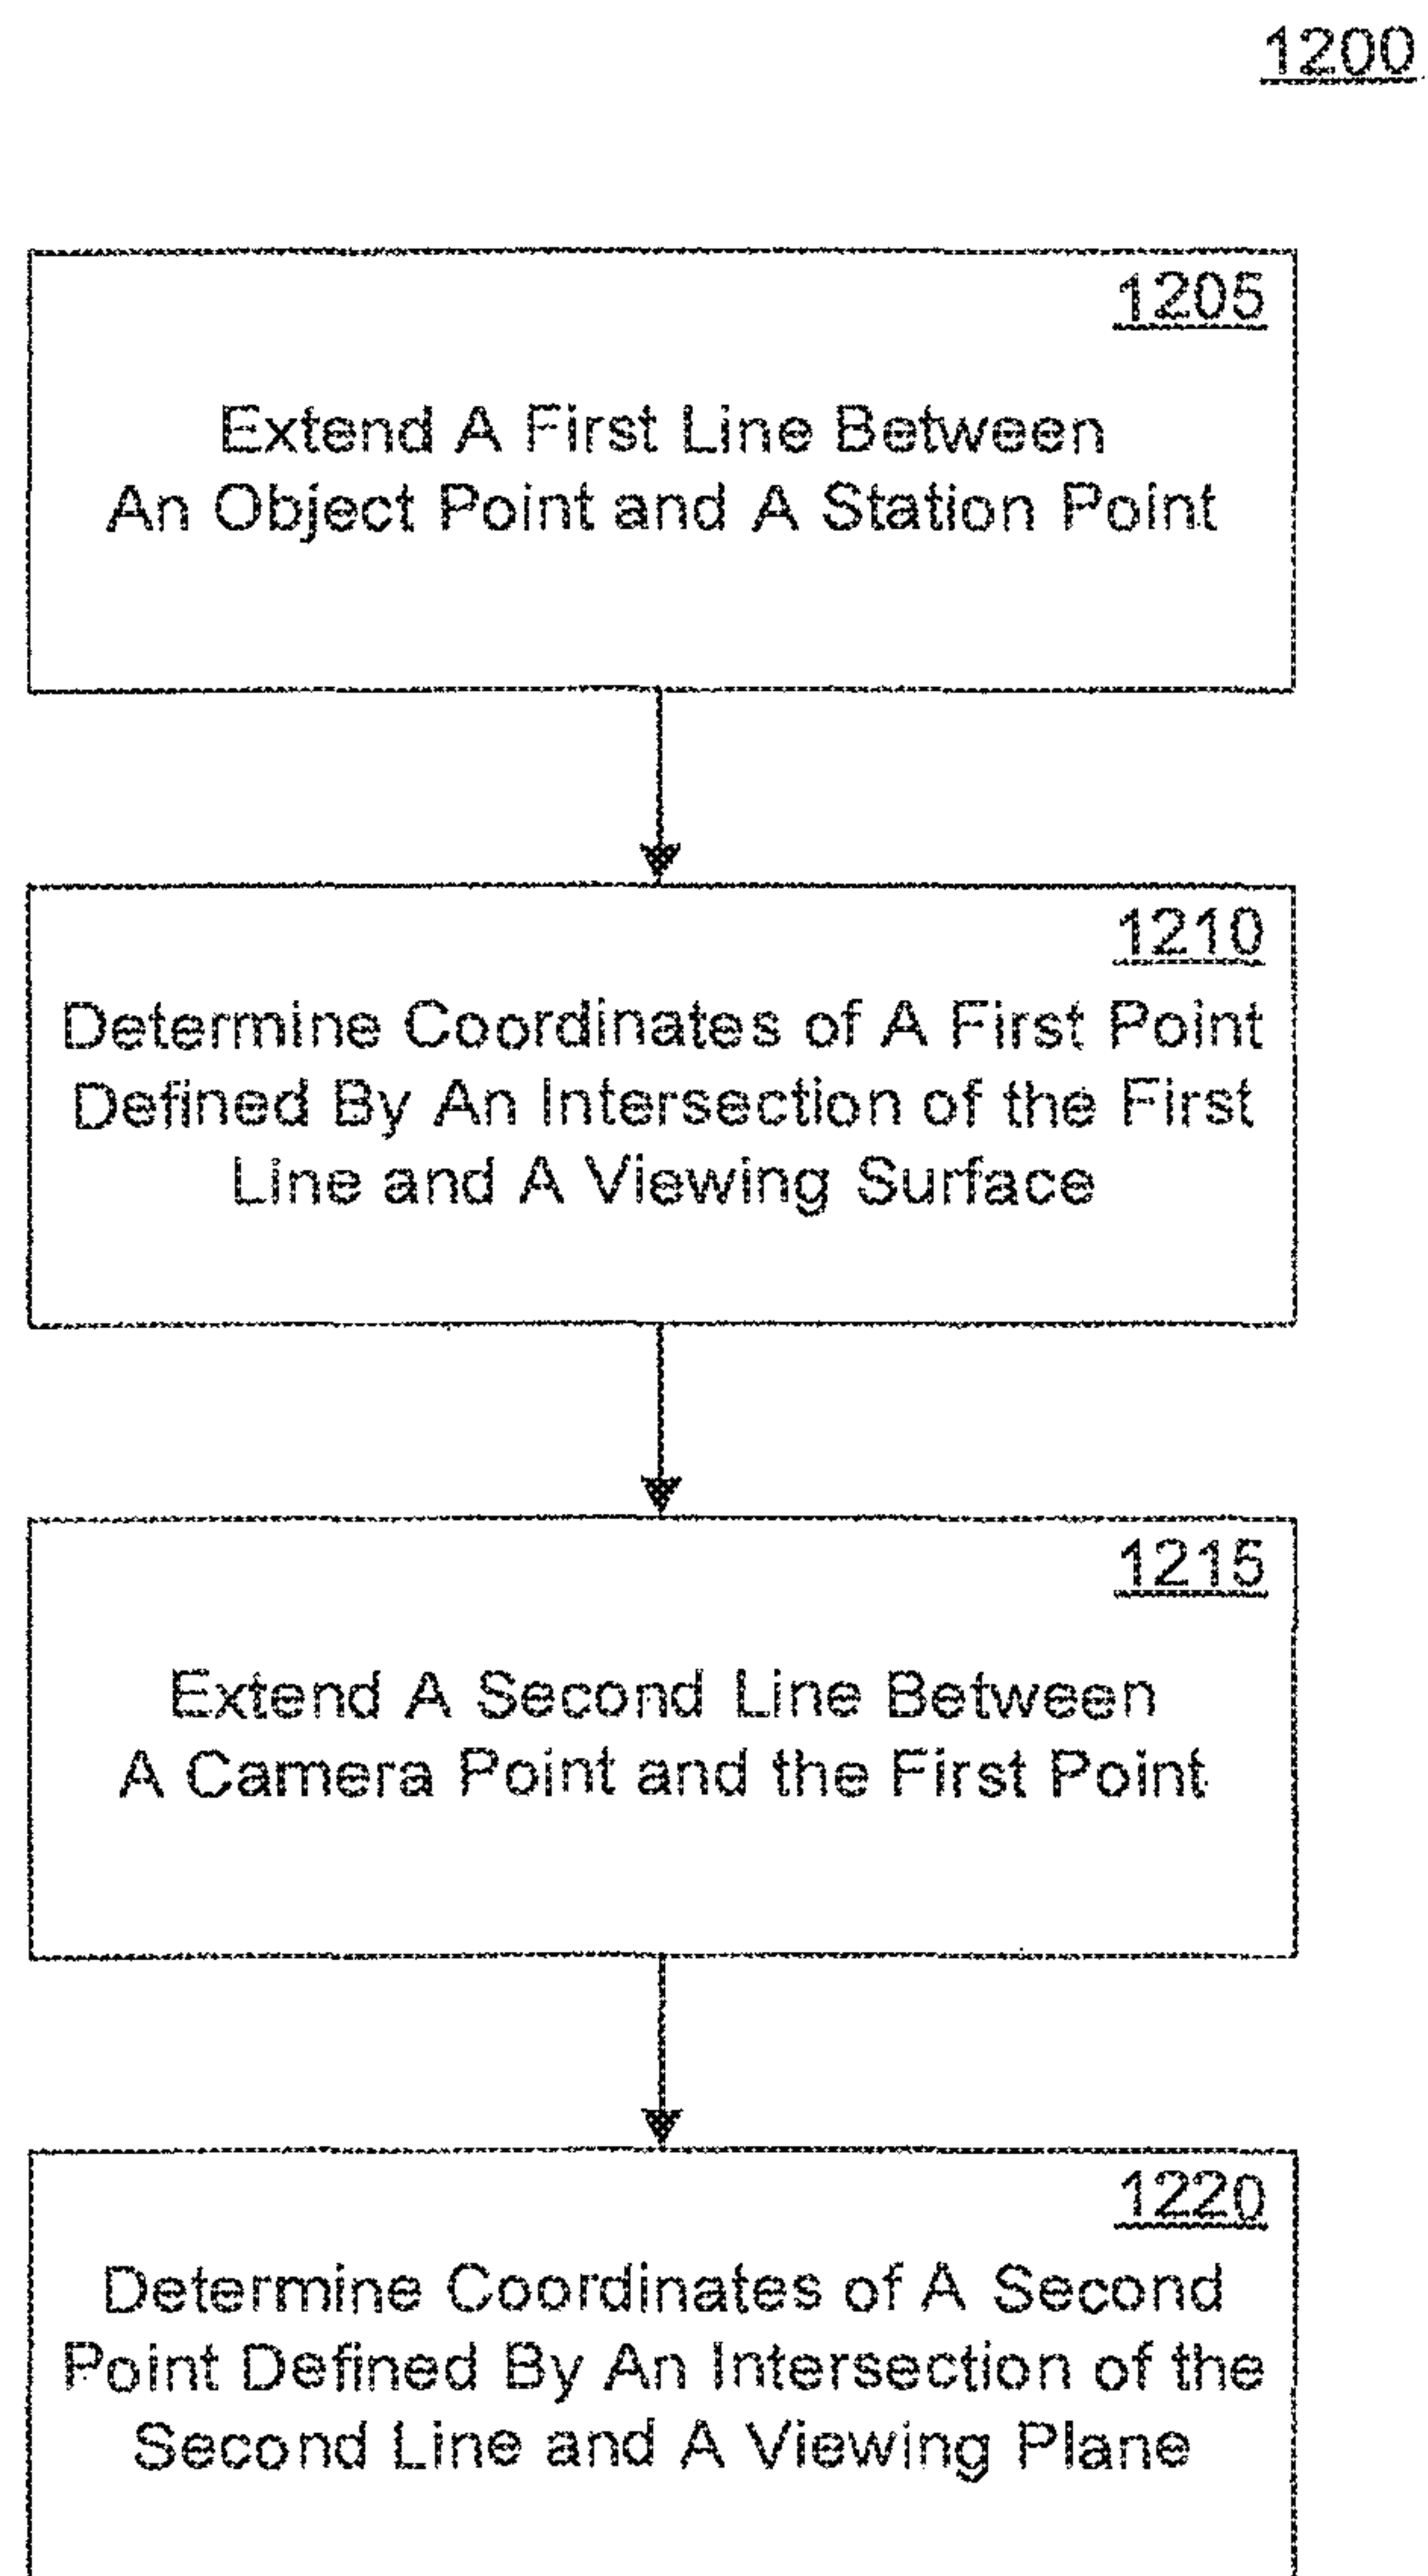 1200
1205
Extend A First Line Between
An Object Point and A Station Point
1210
Determine Coordinates of A First Point
Defined By An Intersection of the First
Line and A Viewing Surface
1215
Extend A Second Line Between
A Camera Point and the First Point
1220
Determine Coordinates of A Second
Point Defined By An Intersection of the
Second Line and A Viewing Plane